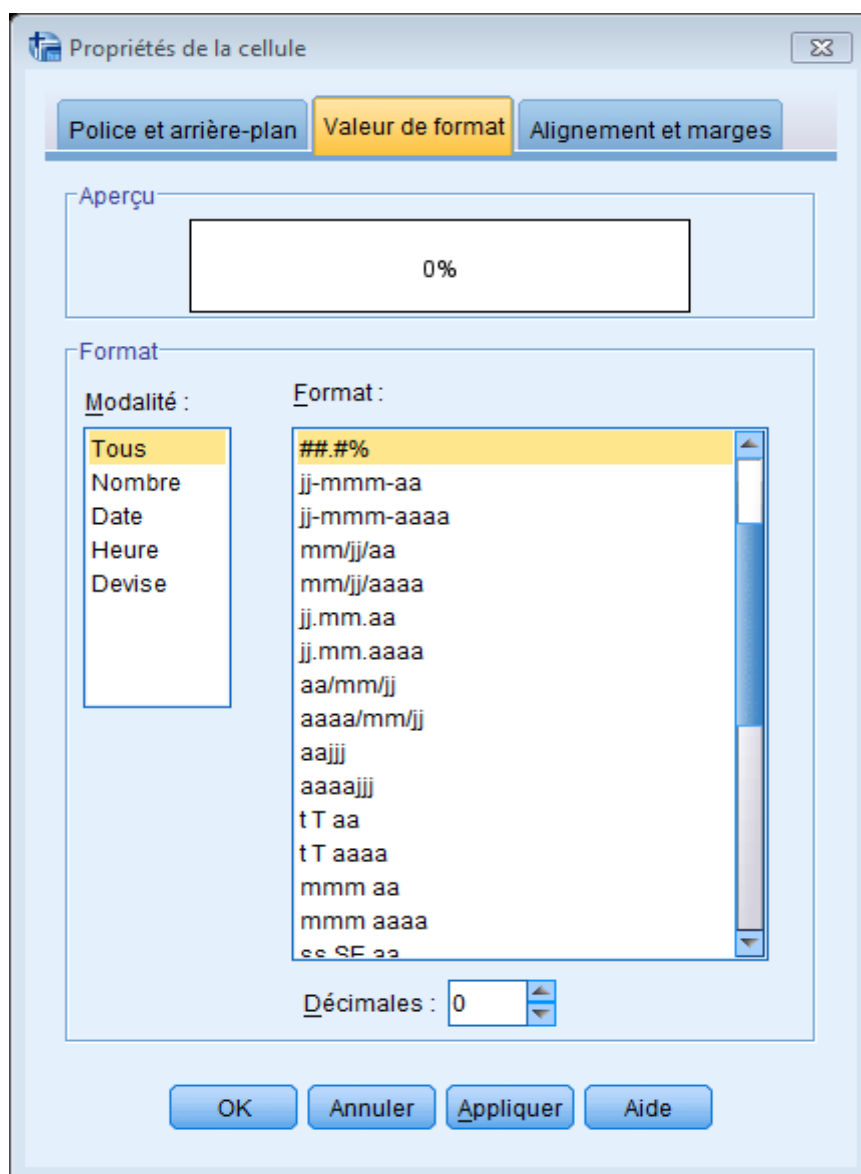 Propriétés de la cellule
Police et arrière-plan
Valeur de format
Alignement et marges
Aperçu
0%
Format
Modalité :
Tous
Nombre
Date
Heure
Devise
Format :
##.#%
jj-mmm-aa
jj-mmm-aaaa
mm/jj/aa
mm/jj/aaaa
jj.mm.aa
jj.mm.aaaa
aa/mm/jj
aaaa/mm/jj
aajjj
aaaajjj
t T aa
t T aaaa
mmm aa
mmm aaaa
ss SE aa
Décimales : 0
OK
Annuler
Appliquer
Aide